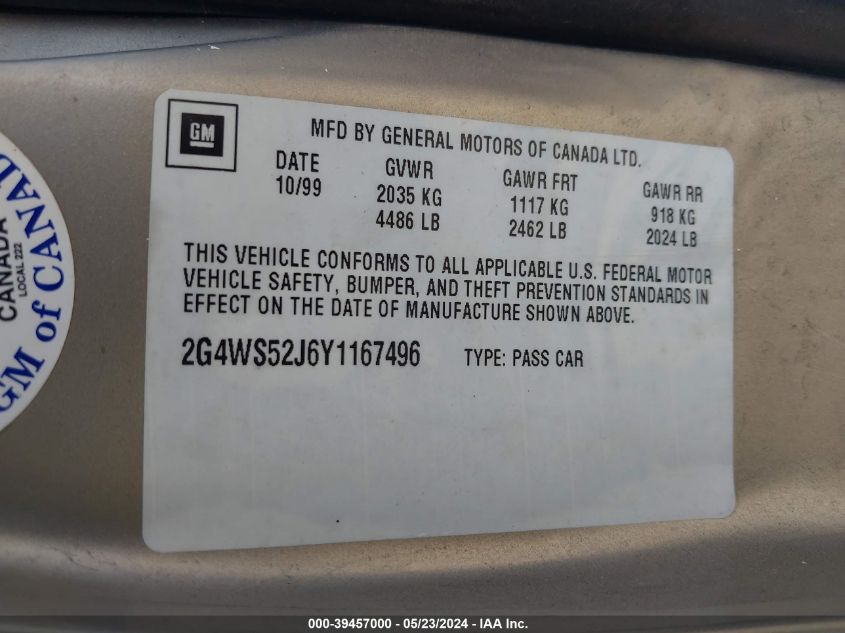 GM
MFD BY GENERAL MOTORS OF CANADA LTD.
DATE GVWR GAWR FRT GAWR RR
10/99 2035 KG 1117 KG 918 KG
4486 LB 2462 LB 2024 LB
THIS VEHICLE CONFORMS TO ALL APPLICABLE U.S. FEDERAL MOTOR
VEHICLE SAFETY, BUMPER, AND THEFT PREVENTION STANDARDS IN
EFFECT ON THE DATE OF MANUFACTURE SHOWN ABOVE.
2G4WS52J6Y1167496 TYPE: PASS CAR
CANADA
LOCAL 222
GM of CANAD
000-39457000 - 05/23/2024 - IAA Inc.